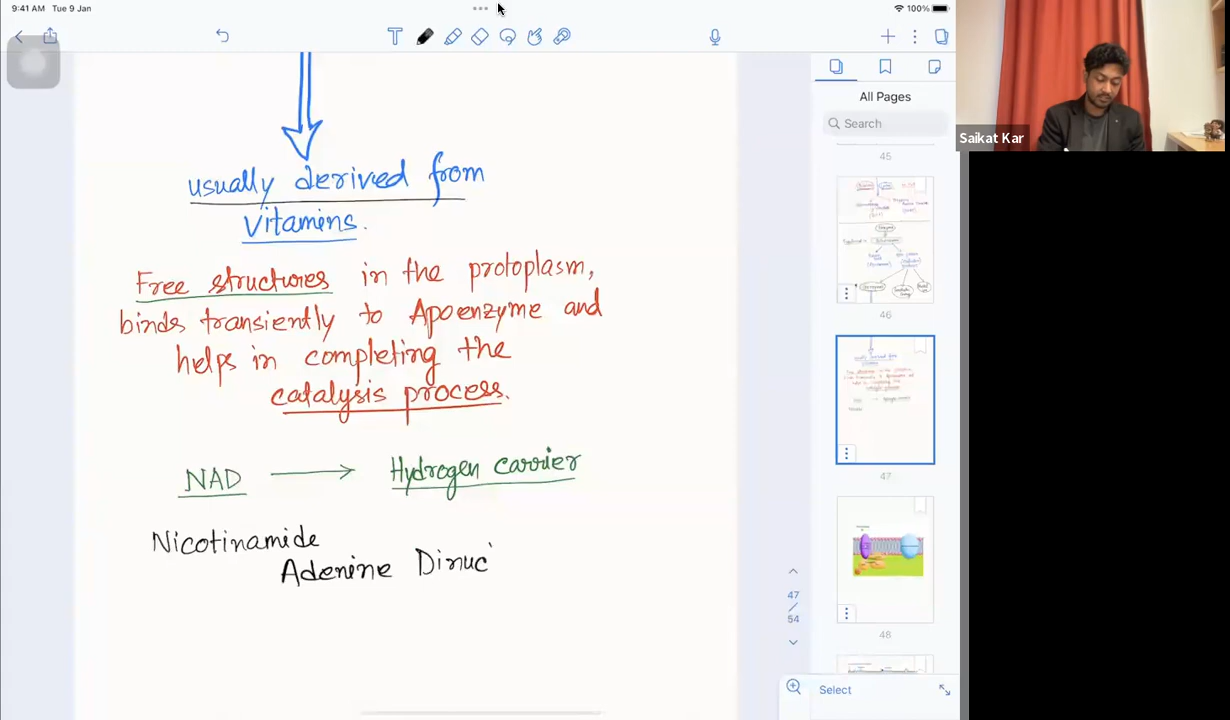 9:41 AM Tue 9 Jan
100%
usually derived from
vitamins.
Free structures in the protoplasm,
binds transiently to Apoenzyme and
helps in completing the
catalysis process.
NAD → Hydrogen carrier
Nicotinamide
Adenine Dinuc
All Pages
Search
45
46
47
48
47
/
54
Select
Saikat Kar